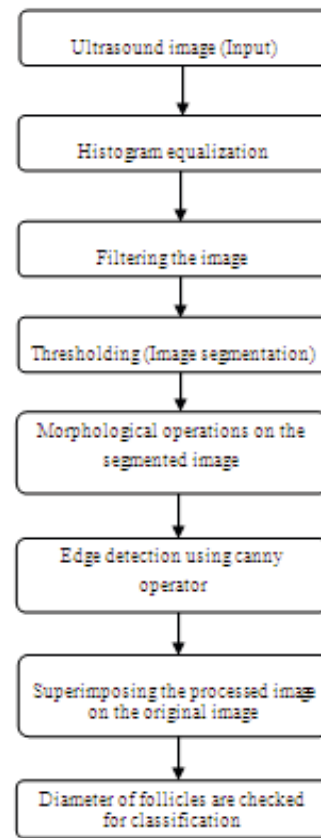 Ultrasound image (Input)
Histogram equalization
Filtering the image
Thresholding (Image segmentation)
Morphological operations on the
segmented image
Edge detection using canny
operator
Superimposing the processed image
on the original image
Diameter of follicles are checked
for classification